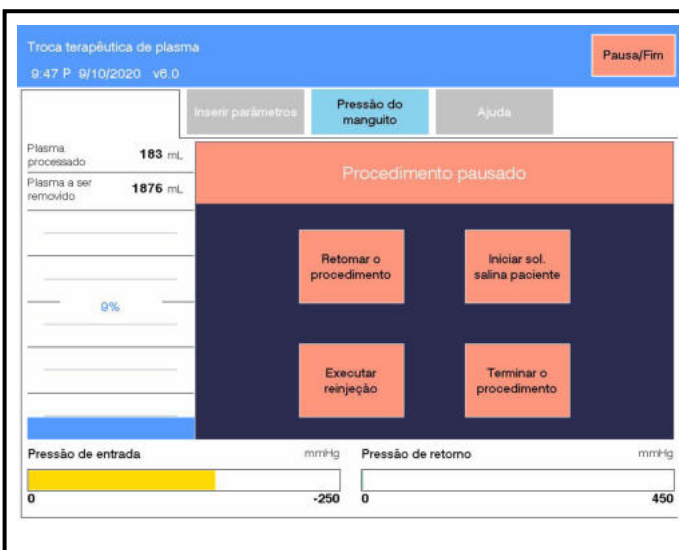 Troca terapêutica de plasma
9:47 P 9/10/2020 v6.0
Pausa/Fim
Inserir parâmetros
Pressão do
manguito
Ajuda
Plasma
processado 183 mL
Plasma a ser
removido 1876 mL
Procedimento pausado
Retomar o
procedimento
Iniciar sol.
salina paciente
9%
Executar
reinjeção
Terminar o
procedimento
Pressão de entrada mmHg
0 -250
Pressão de retorno mmHg
0 450